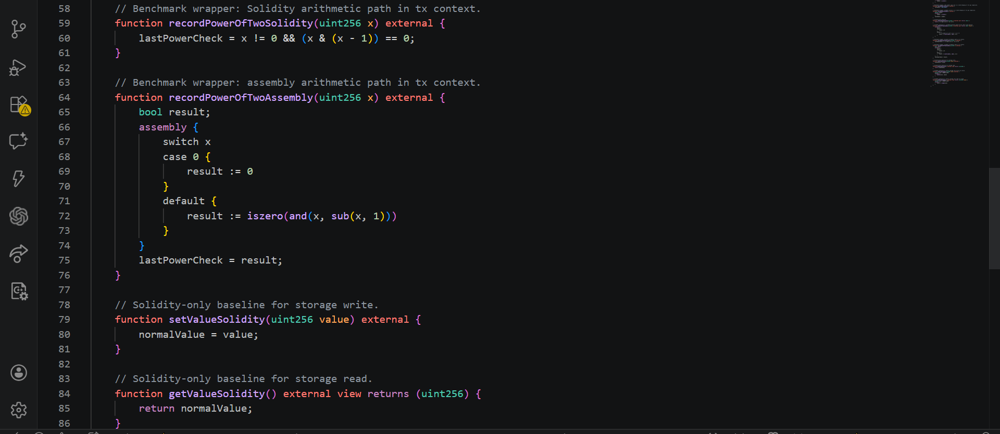 58 // Benchmark wrapper: Solidity arithmetic path in tx context.
59 function recordPowerOfTwoSolidity(uint256 x) external {
60 lastPowerCheck = x != 0 && (x & (x - 1)) == 0;
61 }
62
63 // Benchmark wrapper: assembly arithmetic path in tx context.
64 function recordPowerOfTwoAssembly(uint256 x) external {
65 bool result;
66 assembly {
67 switch x
68 case 0 {
69 result := 0
70 }
71 default {
72 result := iszero(and(x, sub(x, 1)))
73 }
74 }
75 lastPowerCheck = result;
76 }
77
78 // Solidity-only baseline for storage write.
79 function setValueSolidity(uint256 value) external {
80 normalValue = value;
81 }
82
83 // Solidity-only baseline for storage read.
84 function getValueSolidity() external view returns (uint256) {
85 return normalValue;
86 }